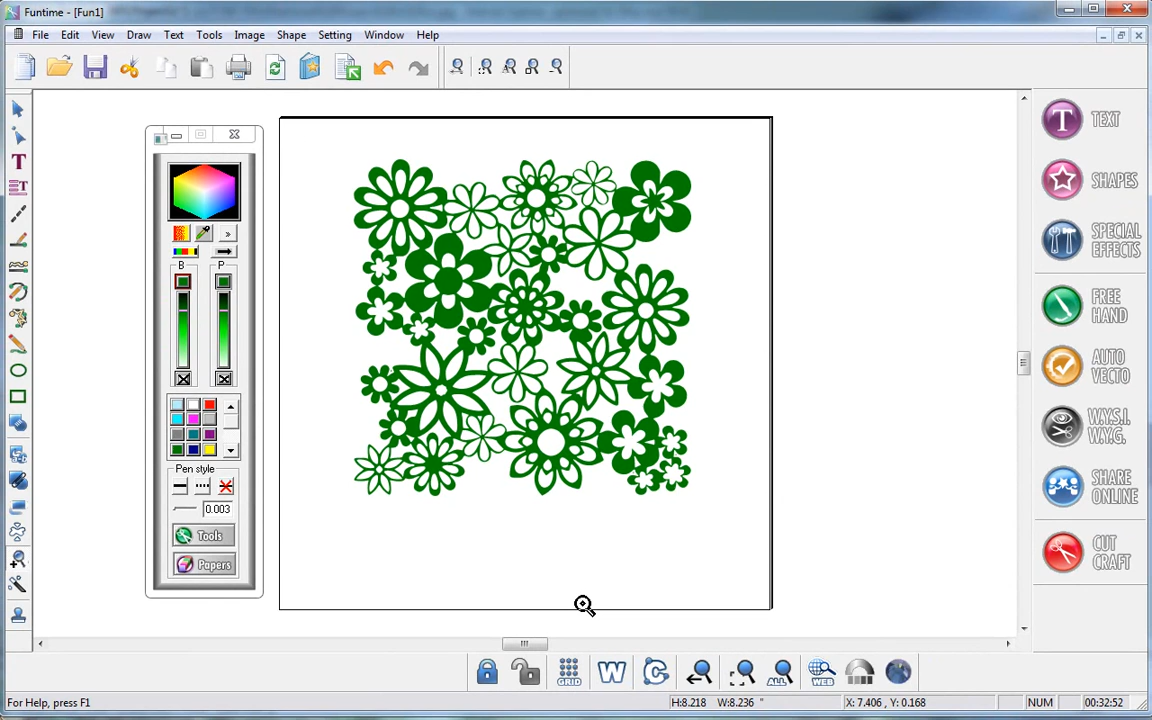 Funtime - [Fun1]
File Edit View Draw Text Tools Image Shape Setting Window Help
T
T TEXT
SHAPES
SPECIAL
EFFECTS
FREE
HAND
AUTO
VECTO
W.Y.S.I.
W.Y.G.
SHARE
ONLINE
CUT
CRAFT
B P
Pen style
0.003
Tools
Papers
GRID W C ALL WEB
For Help, press F1 H:8.218 W:8.236 " X: 7.406 , Y: 0.168 NUM 00:32:52